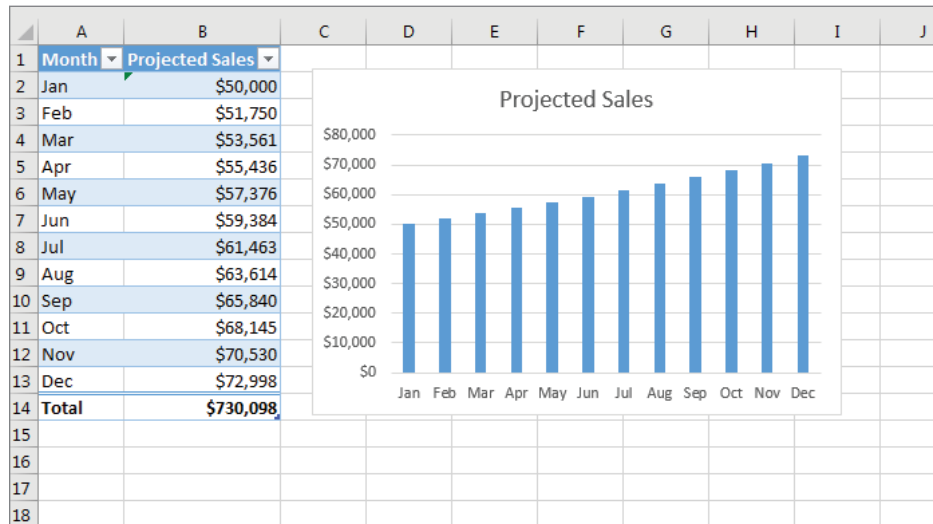 A B C D E F G H I J
1 Month Projected Sales
2 Jan $50,000
3 Feb $51,750
4 Mar $53,561
5 Apr $55,436
6 May $57,376
7 Jun $59,384
8 Jul $61,463
9 Aug $63,614
10 Sep $65,840
11 Oct $68,145
12 Nov $70,530
13 Dec $72,998
14 Total $730,098
15
16
17
18
Projected Sales
$80,000
$70,000
$60,000
$50,000
$40,000
$30,000
$20,000
$10,000
$0
Jan Feb Mar Apr May Jun Jul Aug Sep Oct Nov Dec